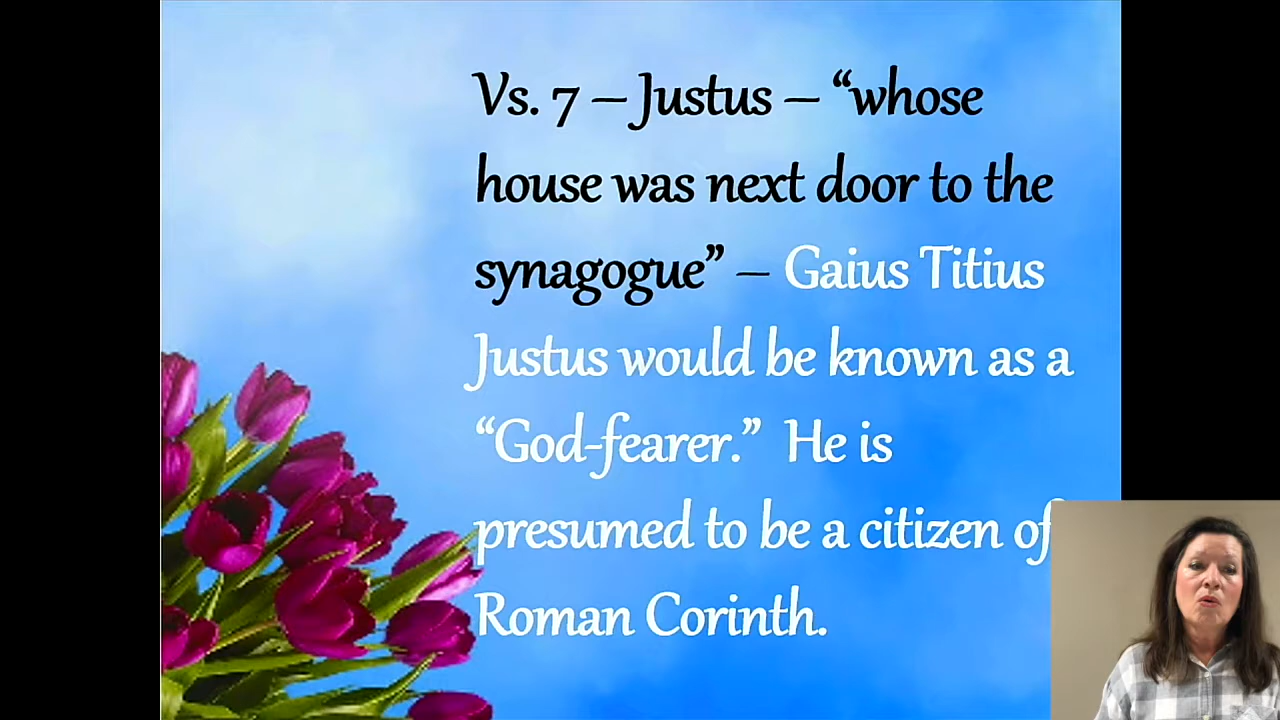 Vs. 7 – Justus – “whose
house was next door to the
synagogue” – Gaius Titius
Justus would be known as a
“God-fearer.”  He is
presumed to be a citizen of
Roman Corinth.